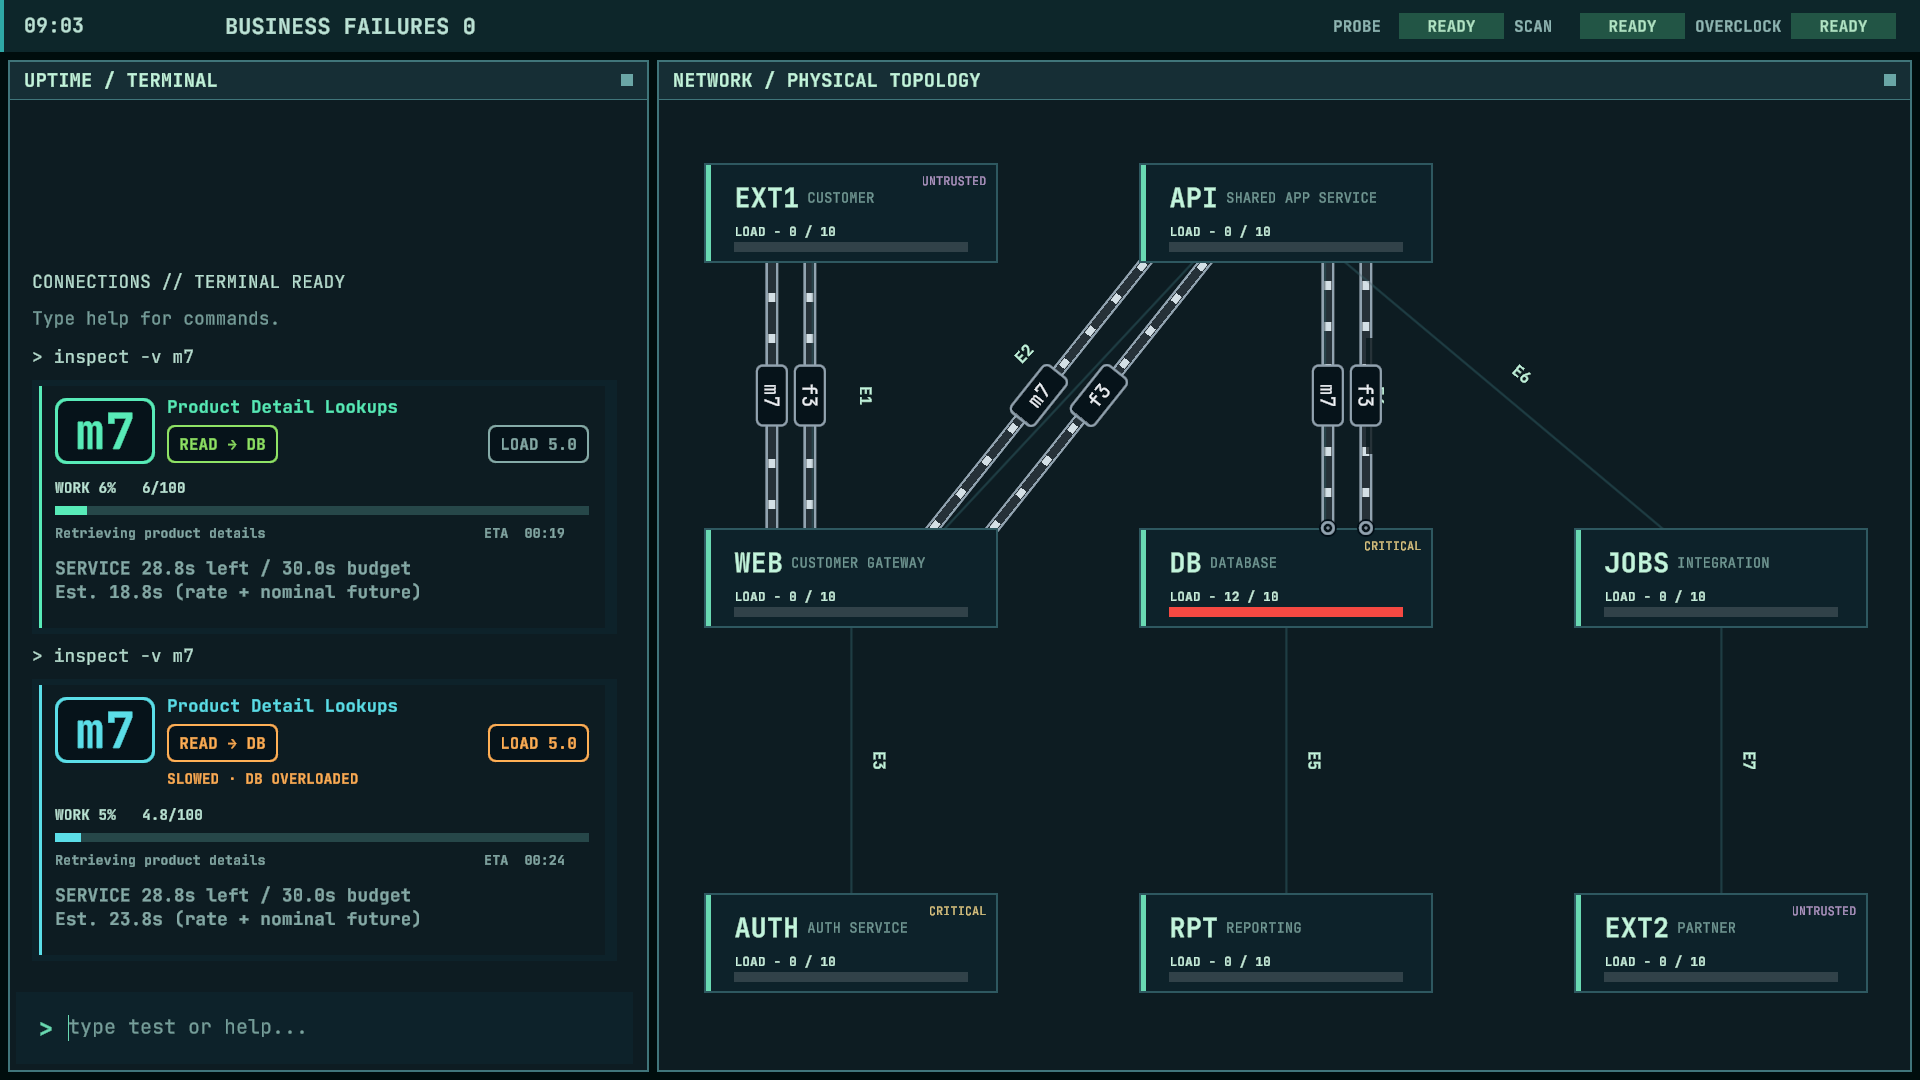 09:03
BUSINESS FAILURES 0
PROBE READY SCAN READY OVERCLOCK READY
UPTIME / TERMINAL
CONNECTIONS // TERMINAL READY
Type help for commands.
> inspect -v m7
m7 Product Detail Lookups
READ → DB LOAD 5.0
WORK 6% 6/100
Retrieving product details ETA 00:19
SERVICE 28.8s left / 30.0s budget
Est. 18.8s (rate + nominal future)
> inspect -v m7
m7 Product Detail Lookups
READ → DB LOAD 5.0
SLOWED · DB OVERLOADED
WORK 5% 4.8/100
Retrieving product details ETA 00:24
SERVICE 28.8s left / 30.0s budget
Est. 23.8s (rate + nominal future)
> type test or help...
NETWORK / PHYSICAL TOPOLOGY
UNTRUSTED
EXT1 CUSTOMER
LOAD - 0 / 10
API SHARED APP SERVICE
LOAD - 0 / 10
m7 f3 E1
E2 m7 f3
m7 f3
E6
WEB CUSTOMER GATEWAY
LOAD - 0 / 10
CRITICAL
DB DATABASE
LOAD - 12 / 10
JOBS INTEGRATION
LOAD - 0 / 10
E3
E5
E7
CRITICAL
AUTH AUTH SERVICE
LOAD - 0 / 10
RPT REPORTING
LOAD - 0 / 10
UNTRUSTED
EXT2 PARTNER
LOAD - 0 / 10